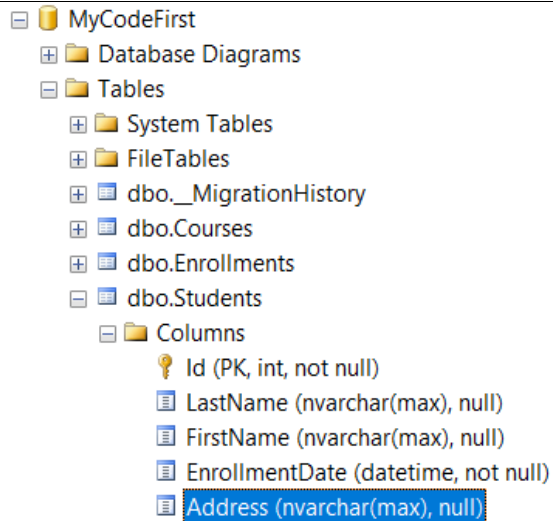 MyCodeFirst
Database Diagrams
Tables
System Tables
FileTables
dbo.__MigrationHistory
dbo.Courses
dbo.Enrollments
dbo.Students
Columns
Id (PK, int, not null)
LastName (nvarchar(max), null)
FirstName (nvarchar(max), null)
EnrollmentDate (datetime, not null)
Address (nvarchar(max), null)